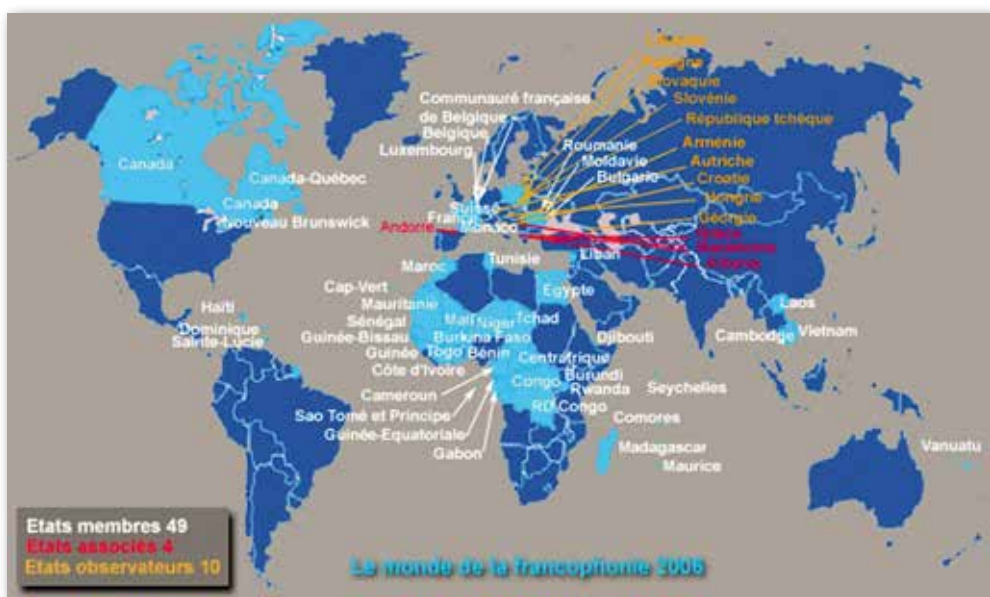 Lituanie
Pologne
Slovaquie
Slovénie
République tchèque
Arménie
Autriche
Croatie
Hongrie
Géorgie
Communauré française
de Belgique
Belgique
Luxembourg
Roumanie
Moldavie
Bulgarie
Canada
Canada-Québec
Canada
Nouveau Brunswick
Suisse
France
Monaco
Andorre
Liban
Tunisie
Maroc
Egypte
Cap-Vert
Mauritanie
Mali
Niger
Tchad
Haïti
Dominique
Sainte-Lucie
Sénégal
Guinée-Bissau
Burkina Faso
Djibouti
Guinée
Togo
Bénin
Centrafrique
Côte d'Ivoire
Burundi
Cameroun
Congo
Rwanda
Seychelles
Sao Tomé et Principe
RD Congo
Comores
Guinée-Equatoriale
Gabon
Madagascar
Maurice
Laos
Cambodge
Vietnam
Vanuatu
Etats membres 49
Etats associés 4
Etats observateurs 10
Le monde de la francophonie 2006